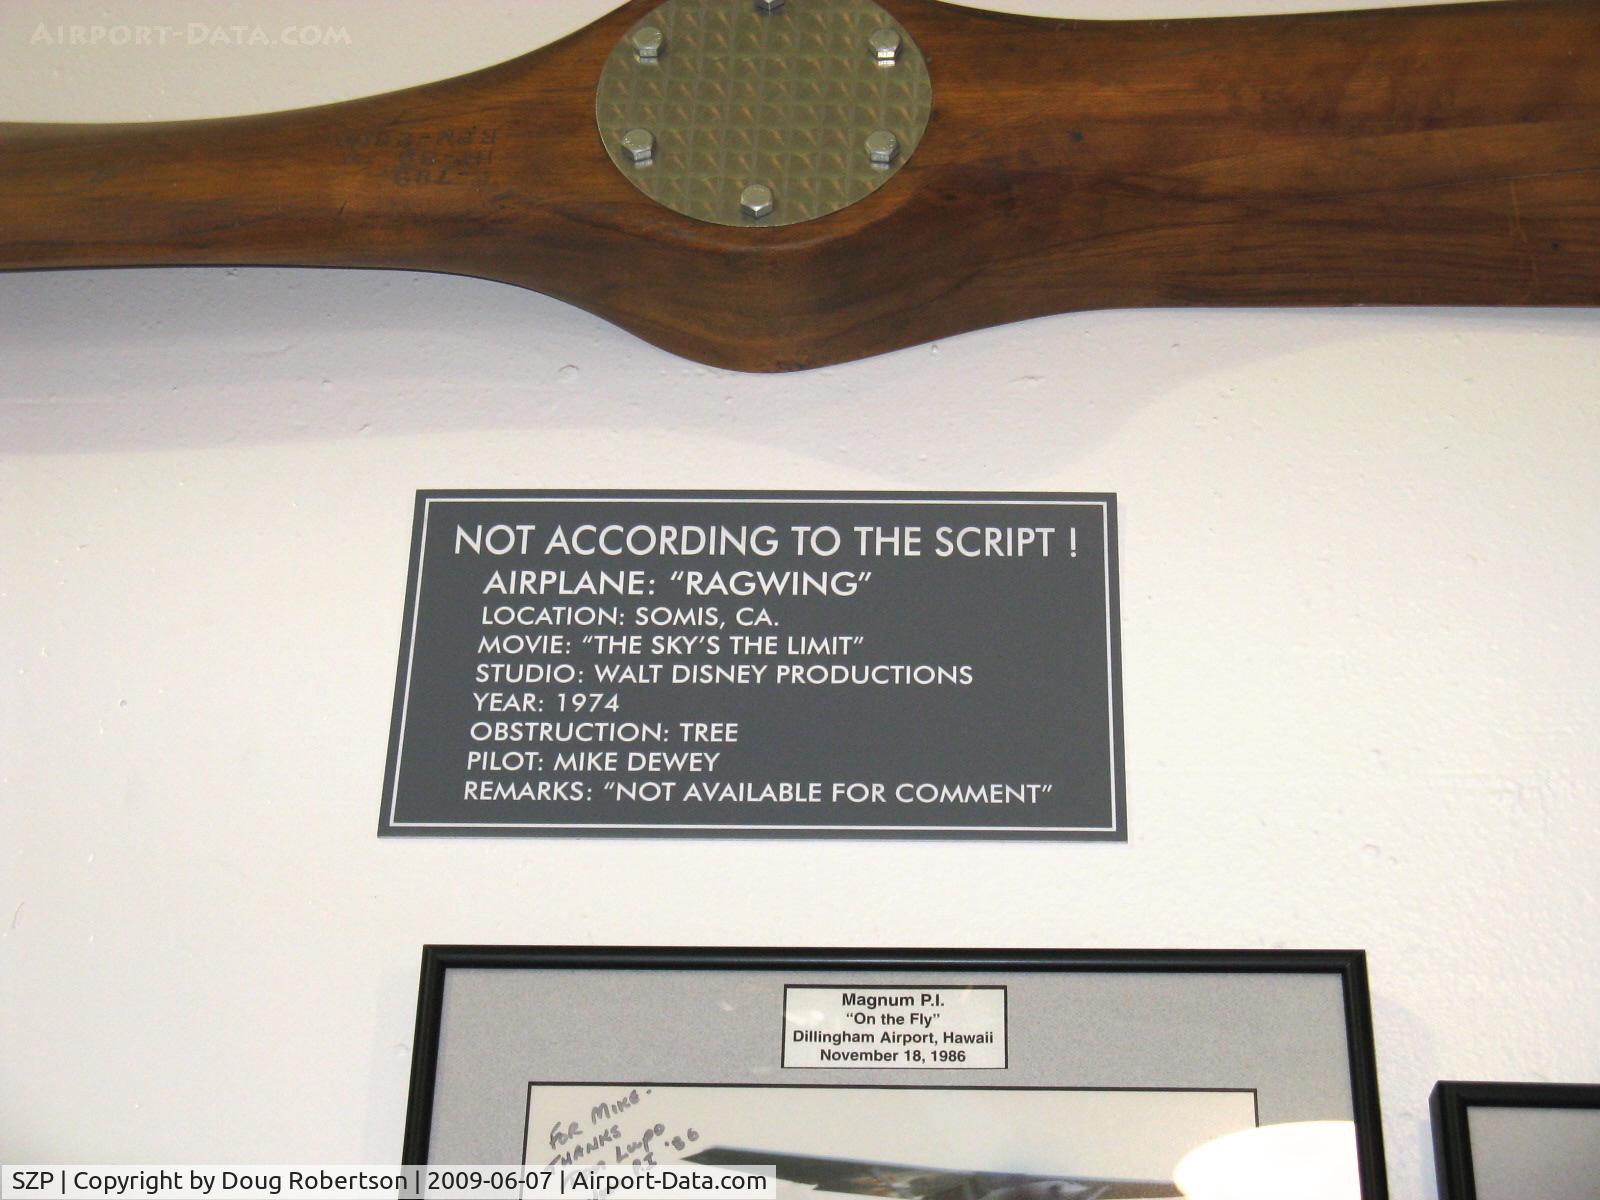 AIRPORT-DATA.COM
NOT ACCORDING TO THE SCRIPT !
AIRPLANE: “RAGWING”
LOCATION: SOMIS, CA.
MOVIE: “THE SKY’S THE LIMIT”
STUDIO: WALT DISNEY PRODUCTIONS
YEAR: 1974
OBSTRUCTION: TREE
PILOT: MIKE DEWEY
REMARKS: “NOT AVAILABLE FOR COMMENT”
Magnum P.I.
“On the Fly”
Dillingham Airport, Hawaii
November 18, 1986
FOR MIKE-
THANKS
Lupo
PI '86
SZP | Copyright by Doug Robertson | 2009-06-07 | Airport-Data.com